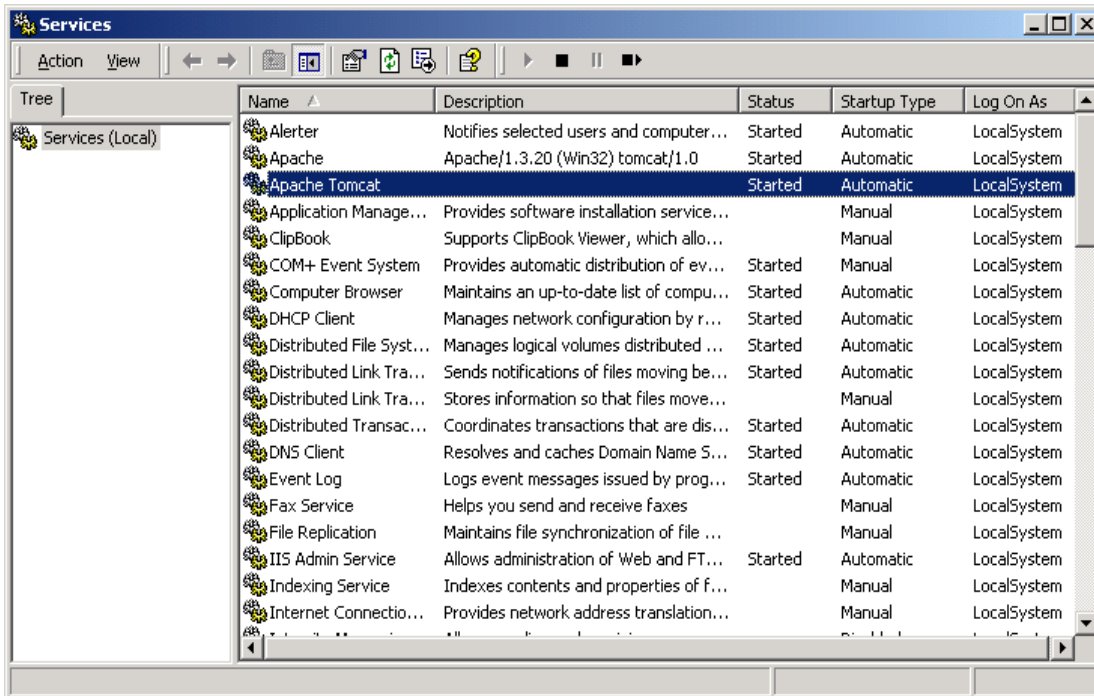 Services
Action View
Tree
Name Description Status Startup Type Log On As
Services (Local)
Alerter Notifies selected users and computer... Started Automatic LocalSystem
Apache Apache/1.3.20 (Win32) tomcat/1.0 Started Automatic LocalSystem
Apache Tomcat Started Automatic LocalSystem
Application Manage... Provides software installation service... Manual LocalSystem
ClipBook Supports ClipBook Viewer, which allo... Manual LocalSystem
COM+ Event System Provides automatic distribution of ev... Started Manual LocalSystem
Computer Browser Maintains an up-to-date list of compu... Started Automatic LocalSystem
DHCP Client Manages network configuration by r... Started Automatic LocalSystem
Distributed File Syst... Manages logical volumes distributed ... Started Automatic LocalSystem
Distributed Link Tra... Sends notifications of files moving be... Started Automatic LocalSystem
Distributed Link Tra... Stores information so that files move... Manual LocalSystem
Distributed Transac... Coordinates transactions that are dis... Started Automatic LocalSystem
DNS Client Resolves and caches Domain Name S... Started Automatic LocalSystem
Event Log Logs event messages issued by prog... Started Automatic LocalSystem
Fax Service Helps you send and receive faxes Manual LocalSystem
File Replication Maintains file synchronization of file ... Manual LocalSystem
IIS Admin Service Allows administration of Web and FT... Started Automatic LocalSystem
Indexing Service Indexes contents and properties of f... Manual LocalSystem
Internet Connectio... Provides network address translation... Manual LocalSystem